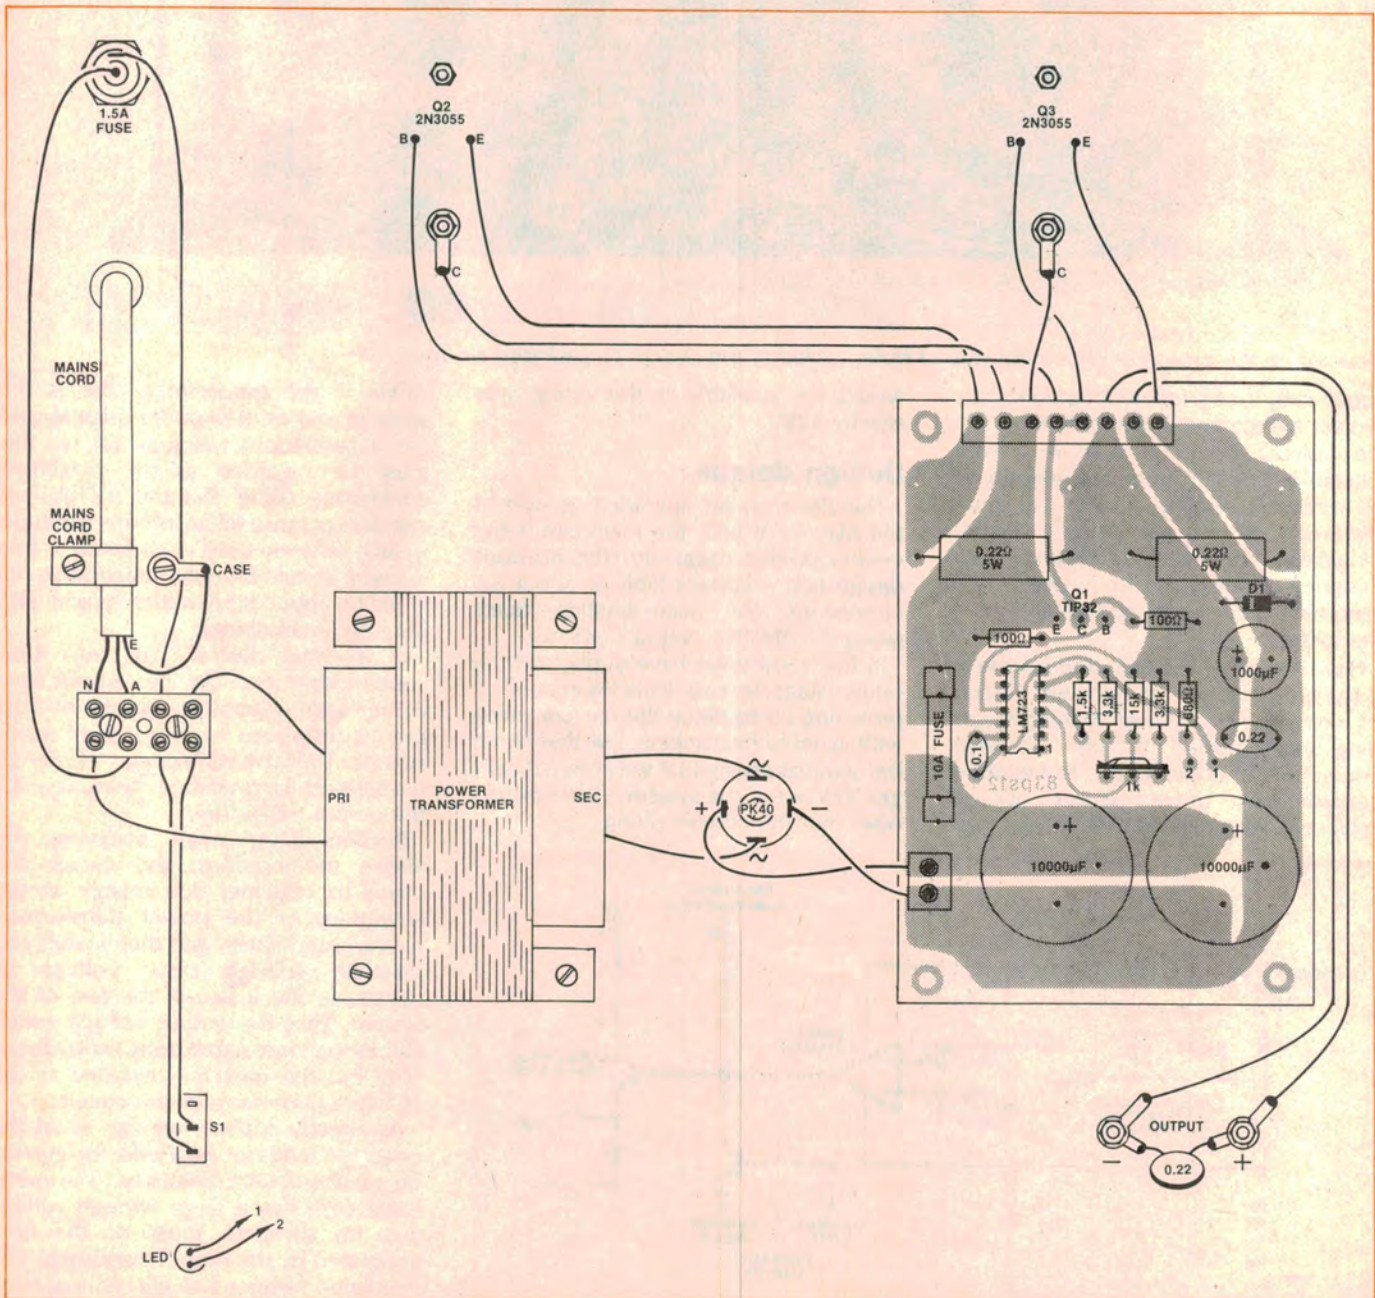 1.5A
FUSE
Q2
2N3055
B
E
C
Q3
2N3055
B
E
C
MAINS
CORD
MAINS
CORD
CLAMP
CASE
E
N
A
PRI
POWER
TRANSFORMER
SEC
~
+
PK40
−
~
0.22Ω
5W
0.22Ω
5W
D1
Q1
TIP32
E
C
B
100Ω
100Ω
+
1000µF
10A FUSE
LM723
1
1.5k
3.3k
15k
3.3k
680Ω
0.1
0.22
2
1
1k
83ps12
+
10000µF
+
10000µF
S1
OUTPUT
−
+
0.22
1
2
LED